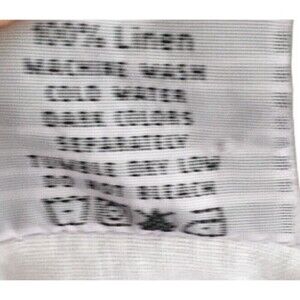 100% Linen
MACHINE WASH
COLD WATER
DARK COLORS
SEPARATELY
TUMBLE DRY LOW
DO NOT BLEACH